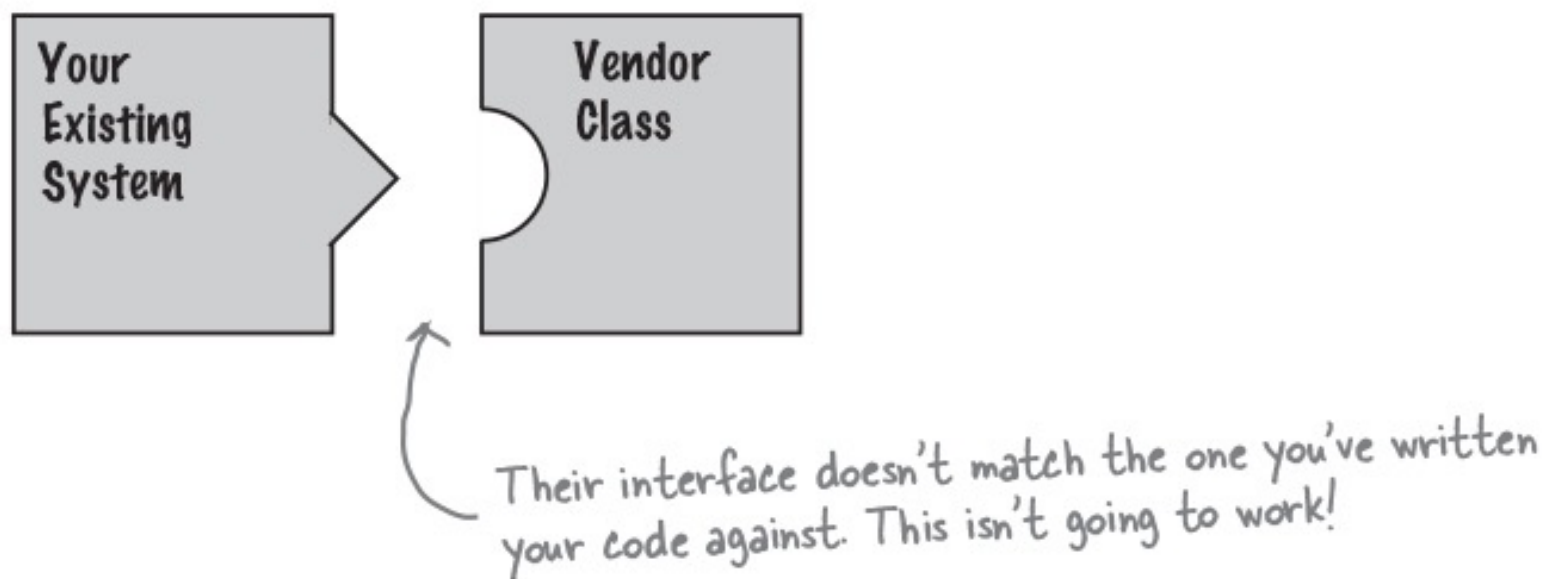 Your
Existing
System
Vendor
Class
Their interface doesn't match the one you've written
your code against. This isn't going to work!